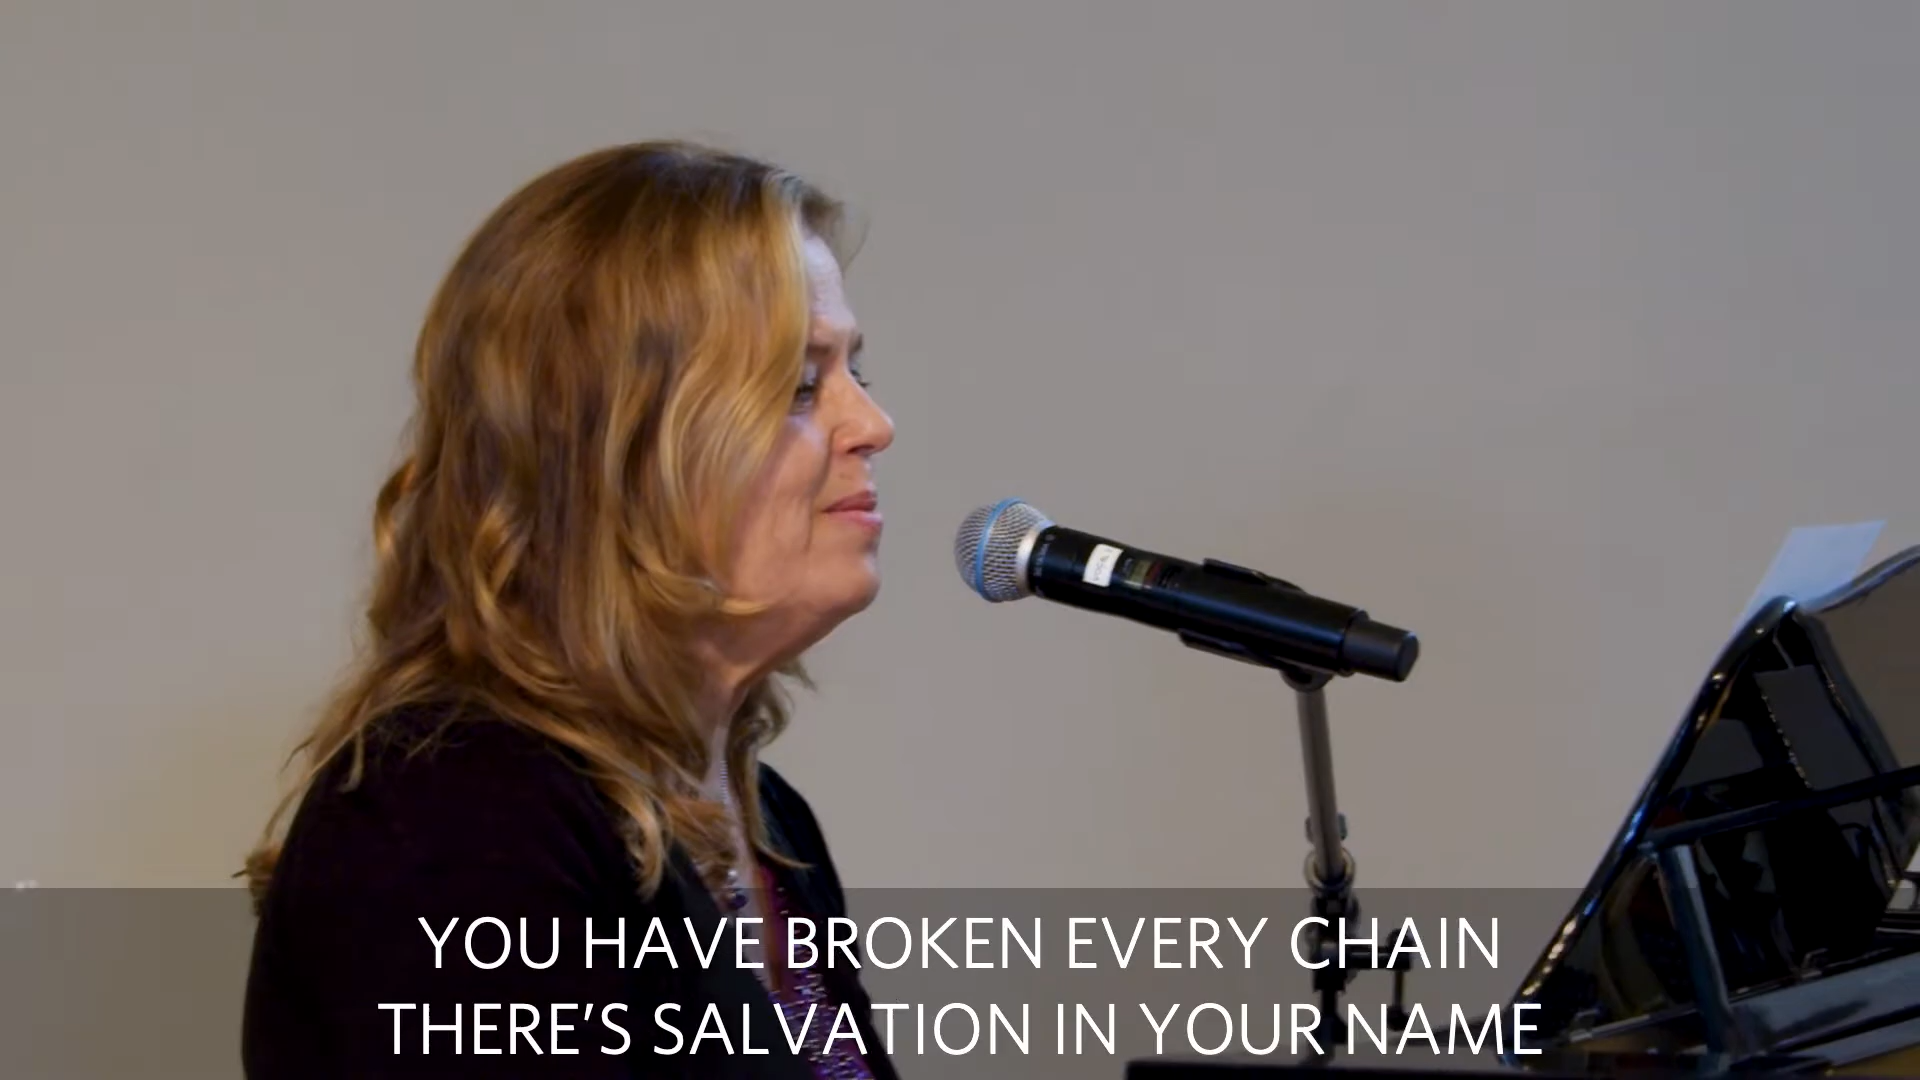 YOU HAVE BROKEN EVERY CHAIN
THERE’S SALVATION IN YOUR NAME